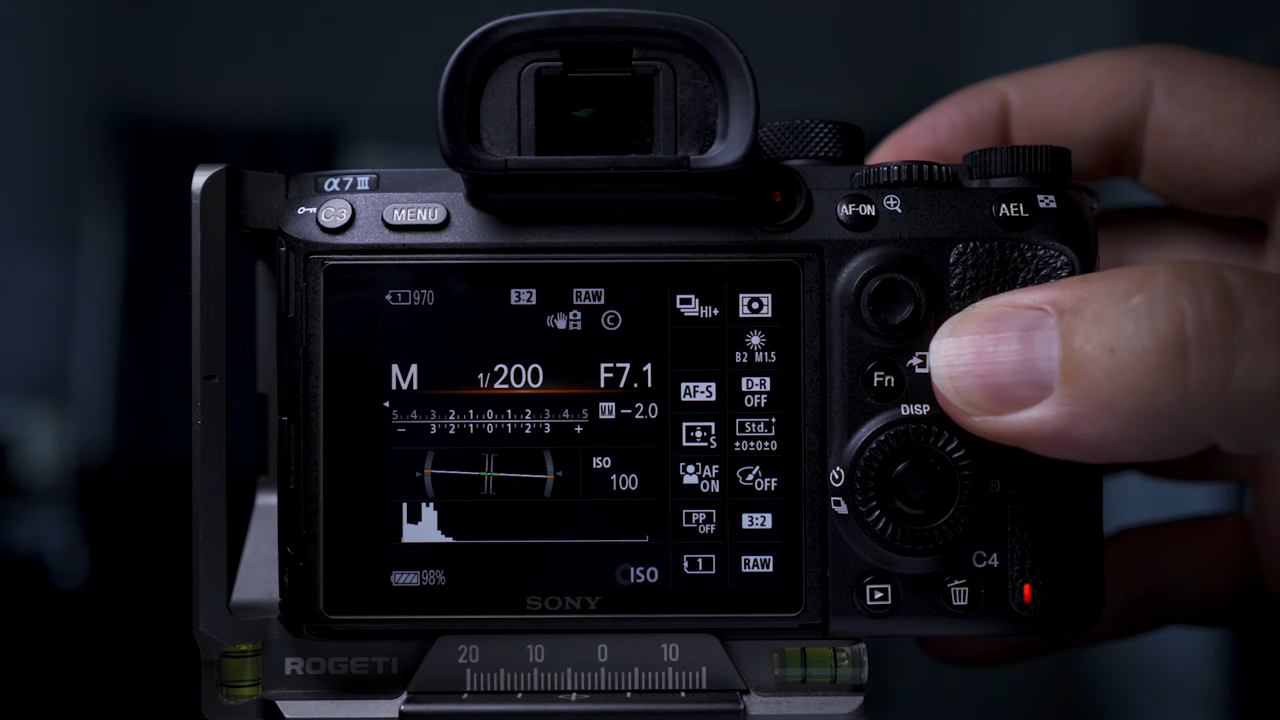 α7III
C3 MENU AF-ON AEL
1 970 3:2 RAW
C
HI+
B2 M1.5
M 1/200 F7.1
AF-S D-R OFF
5··4··3··2··1··0··1··2··3··4··5 MM −2.0
− 3·2·1·0·1·2·3 +
S Std.
±0±0±0
ISO
100
AF ON OFF
PP OFF 3:2
1 RAW
98% ISO
SONY
Fn
DISP
C4
ROGETI
20 10 0 10